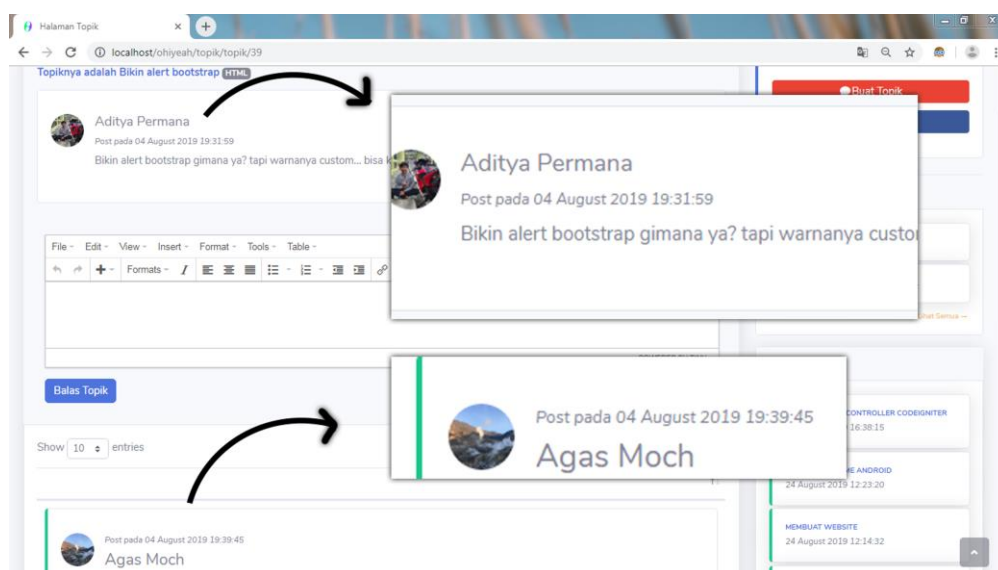 Halaman Topik
localhost/ohiyeah/topik/topik/39
Topiknya adalah Bikin alert bootstrap HTML
Aditya Permana
Post pada 04 August 2019 19:31:59
Bikin alert bootstrap gimana ya? tapi warnanya custom... bisa k
Buat Topik
Aditya Permana
Post pada 04 August 2019 19:31:59
Bikin alert bootstrap gimana ya? tapi warnanya custo
File Edit View Insert Format Tools Table
Formats I
Balas Topik
Show 10 entries
Post pada 04 August 2019 19:39:45
Agas Moch
Post pada 04 August 2019 19:39:45
Agas Moch
Semua
CONTROLLER CODEIGNITER
16:38:15
ME ANDROID
24 August 2019 12:23:20
MEMBUAT WEBSITE
24 August 2019 12:14:32